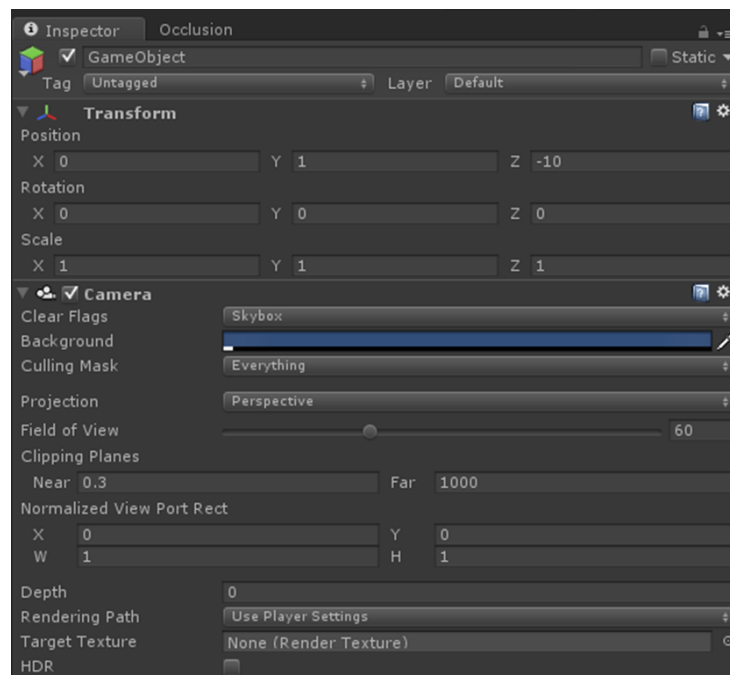 Inspector Occlusion
GameObject Static
Tag Untagged Layer Default
Transform
Position
X 0 Y 1 Z -10
Rotation
X 0 Y 0 Z 0
Scale
X 1 Y 1 Z 1
Camera
Clear Flags Skybox
Background
Culling Mask Everything
Projection Perspective
Field of View 60
Clipping Planes
Near 0.3 Far 1000
Normalized View Port Rect
X 0 Y 0
W 1 H 1
Depth 0
Rendering Path Use Player Settings
Target Texture None (Render Texture)
HDR